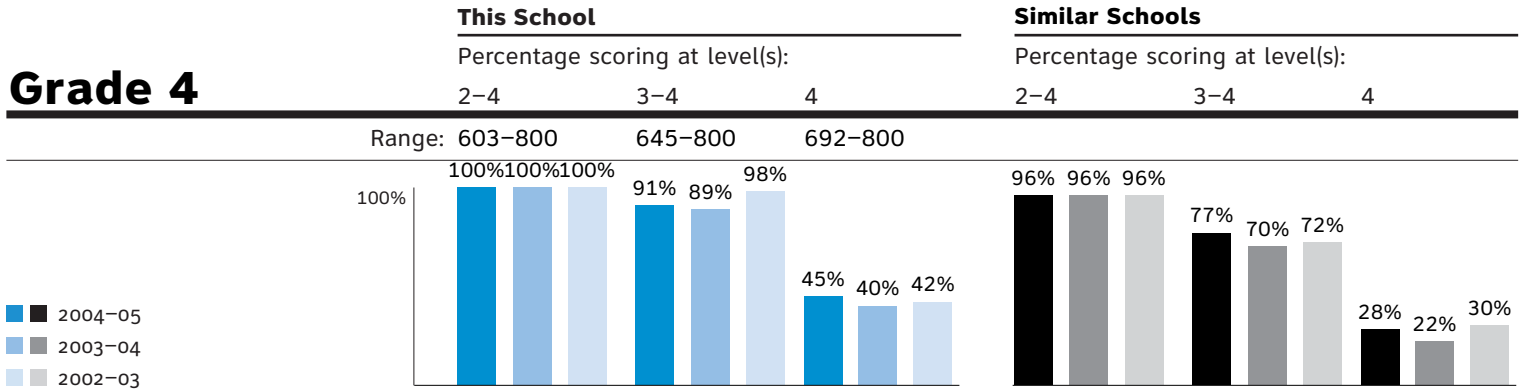 This School Similar Schools
Percentage scoring at level(s): Percentage scoring at level(s):
Grade 4 2–4 3–4 4 2–4 3–4 4
Range: 603–800 645–800 692–800
100% 100% 100% 91% 89% 98% 45% 40% 42% 96% 96% 96% 77% 70% 72% 28% 22% 30%
100%
2004–05
2003–04
2002–03